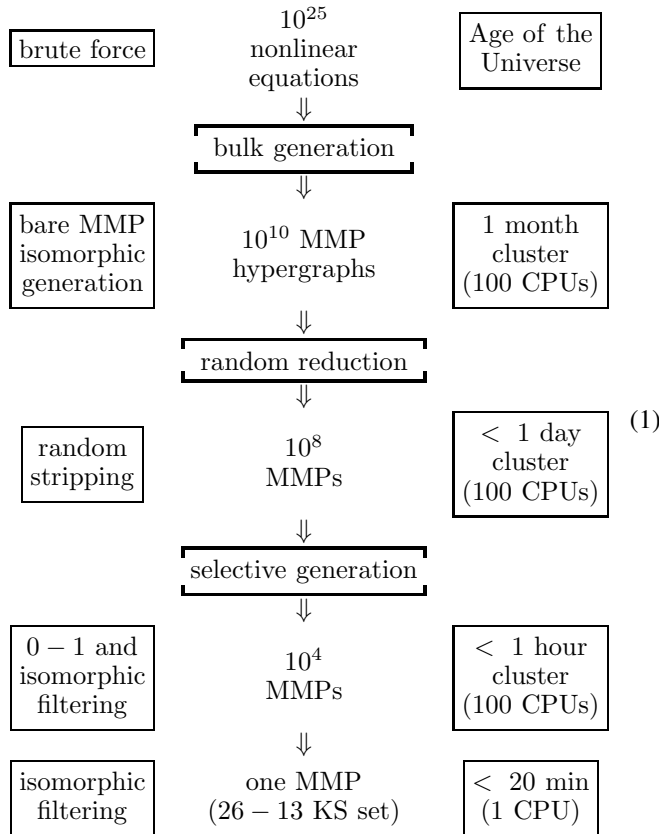 brute force
10^25
nonlinear
equations
Age of the
Universe
⇓
bulk generation
⇓
bare MMP
isomorphic
generation
10^10 MMP
hypergraphs
1 month
cluster
(100 CPUs)
⇓
random reduction
⇓
random
stripping
10^8
MMPs
< 1 day
cluster
(100 CPUs)
(1)
⇓
selective generation
⇓
0 − 1 and
isomorphic
filtering
10^4
MMPs
< 1 hour
cluster
(100 CPUs)
⇓
isomorphic
filtering
one MMP
(26 − 13 KS set)
< 20 min
(1 CPU)